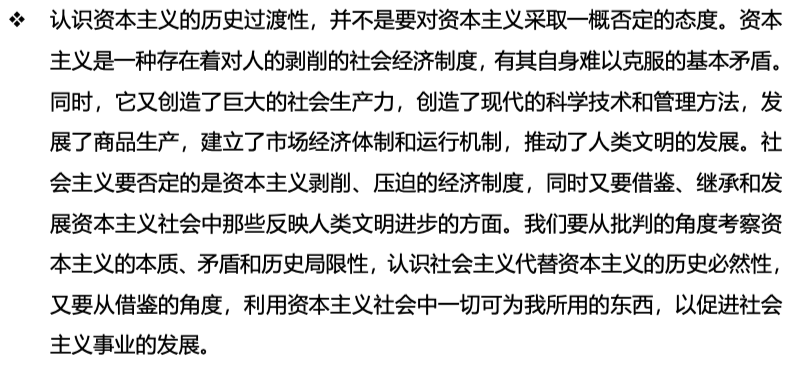 ❖ 认识资本主义的历史过渡性，并不是要对资本主义采取一概否定的态度。资本
主义是一种存在着对人的剥削的社会经济制度，有其自身难以克服的基本矛盾。
同时，它又创造了巨大的社会生产力，创造了现代的科学技术和管理方法，发
展了商品生产，建立了市场经济体制和运行机制，推动了人类文明的发展。社
会主义要否定的是资本主义剥削、压迫的经济制度，同时又要借鉴、继承和发
展资本主义社会中那些反映人类文明进步的方面。我们要从批判的角度考察资
本主义的本质、矛盾和历史局限性，认识社会主义代替资本主义的历史必然性，
又要从借鉴的角度，利用资本主义社会中一切可为我所用的东西，以促进社会
主义事业的发展。